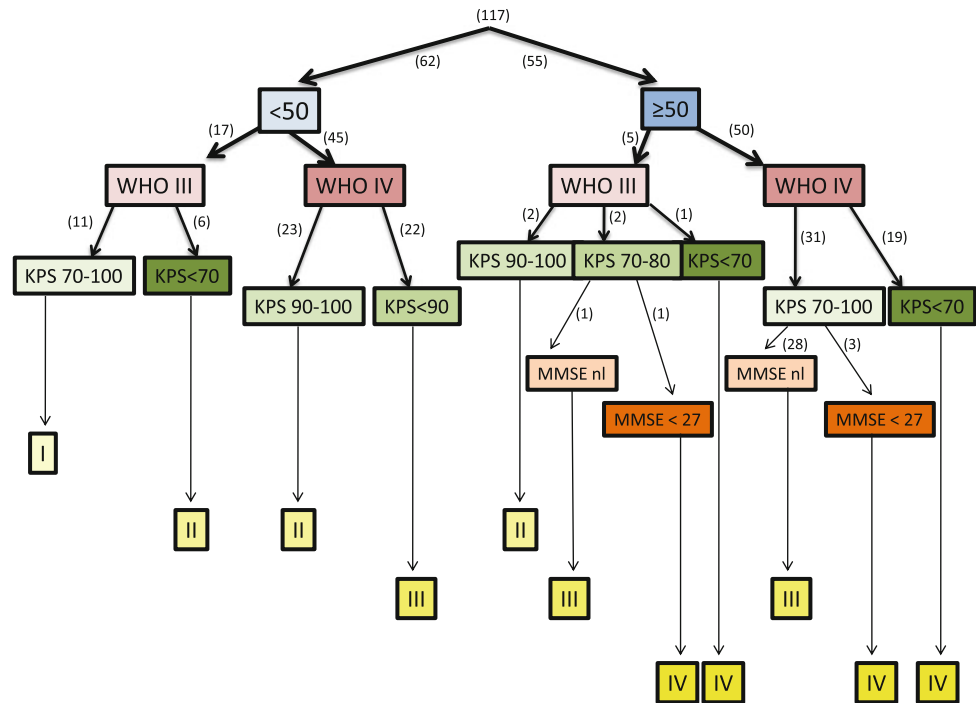 (117)
(62) (55)
<50 ≥50
(17) (45) (5) (50)
WHO III WHO IV WHO III WHO IV
(11) (6) (23) (22) (2) (2) (1) (31) (19)
KPS 70-100 KPS<70 KPS 90-100 KPS 70-80 KPS<70
KPS 90-100 KPS<90 KPS 70-100 KPS<70
(1) (1) (28) (3)
MMSE nl MMSE nl
MMSE < 27 MMSE < 27
I
II II II
III III III
IV IV IV IV